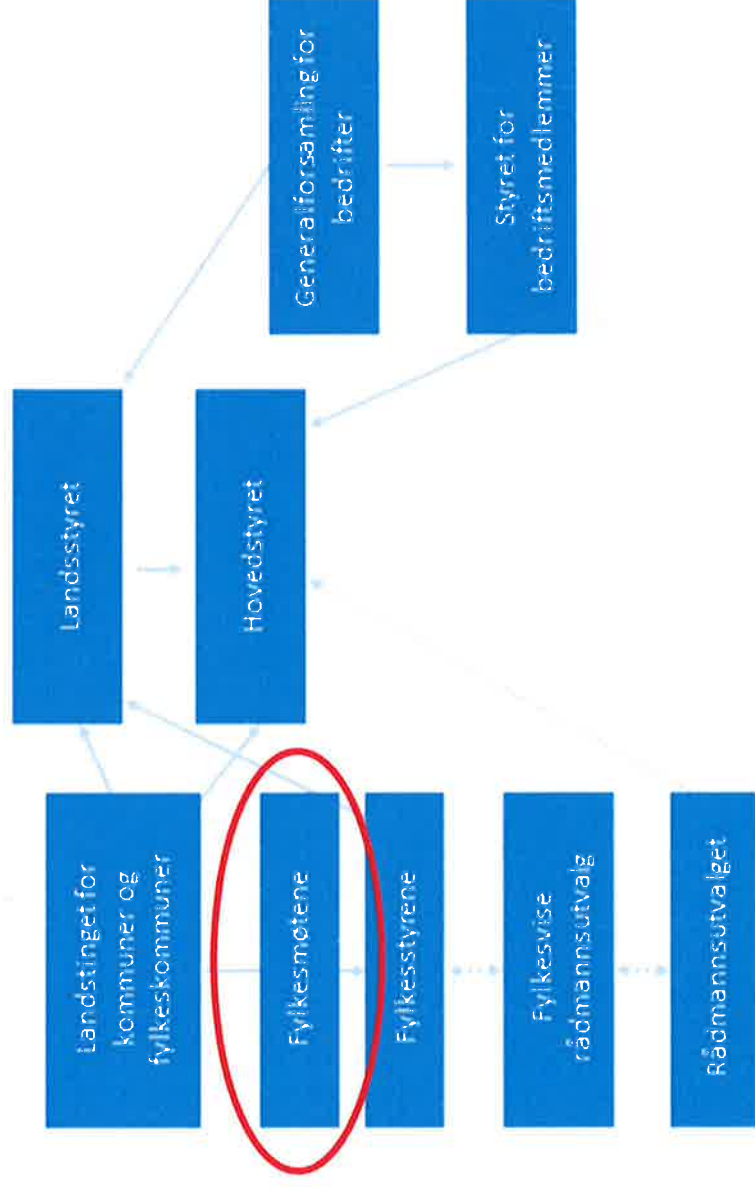 Landstinget for
kommuner og
fylkeskommuner
Fylkesmøtene
Fylkesstyrene
Fylkesvise
rådmannsutvalg
Rådmannsutvalget
Landsstyret
Hovedstyret
Generalforsamling for
bedrifter
Styret for
bedriftsmedlemmer